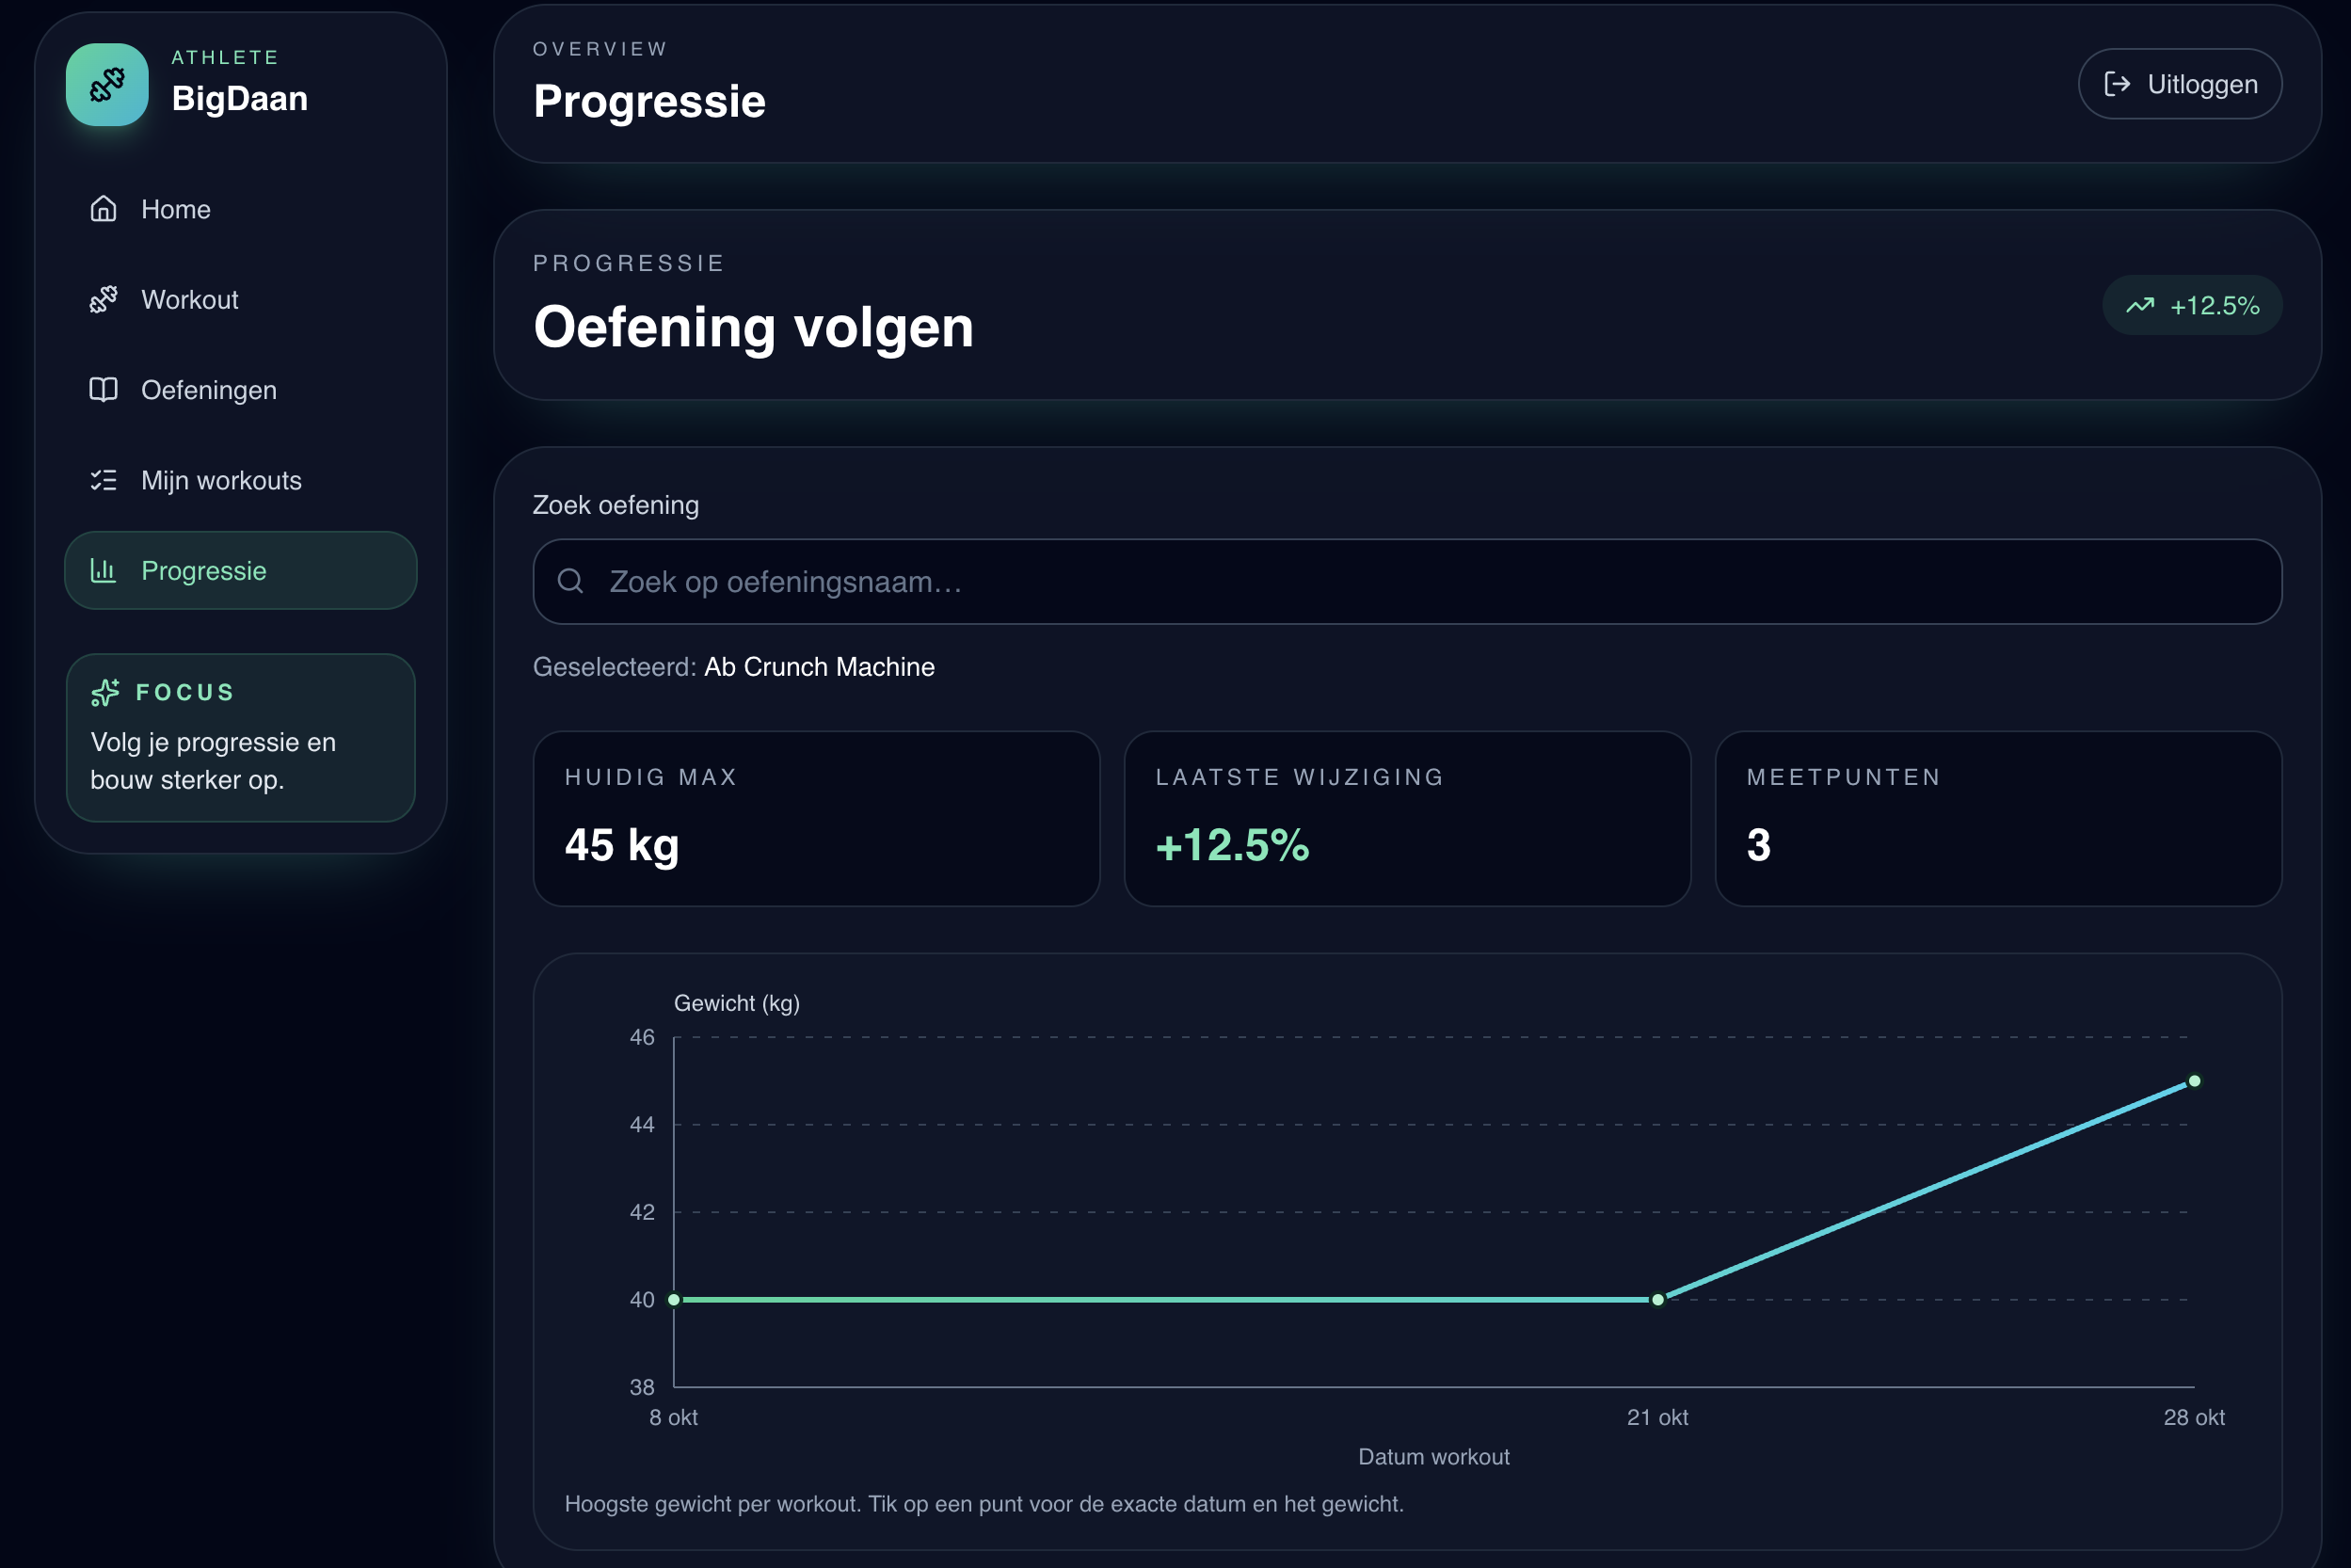 ATHLETE
BigDaan
Home
Workout
Oefeningen
Mijn workouts
Progressie
FOCUS
Volg je progressie en
bouw sterker op.
OVERVIEW
Progressie
Uitloggen
PROGRESSIE
Oefening volgen
+12.5%
Zoek oefening
Zoek op oefeningsnaam...
Geselecteerd: Ab Crunch Machine
HUIDIG MAX
45 kg
LAATSTE WIJZIGING
+12.5%
MEETPUNTEN
3
Gewicht (kg)
46
44
42
40
38
8 okt
21 okt
28 okt
Datum workout
Hoogste gewicht per workout. Tik op een punt voor de exacte datum en het gewicht.